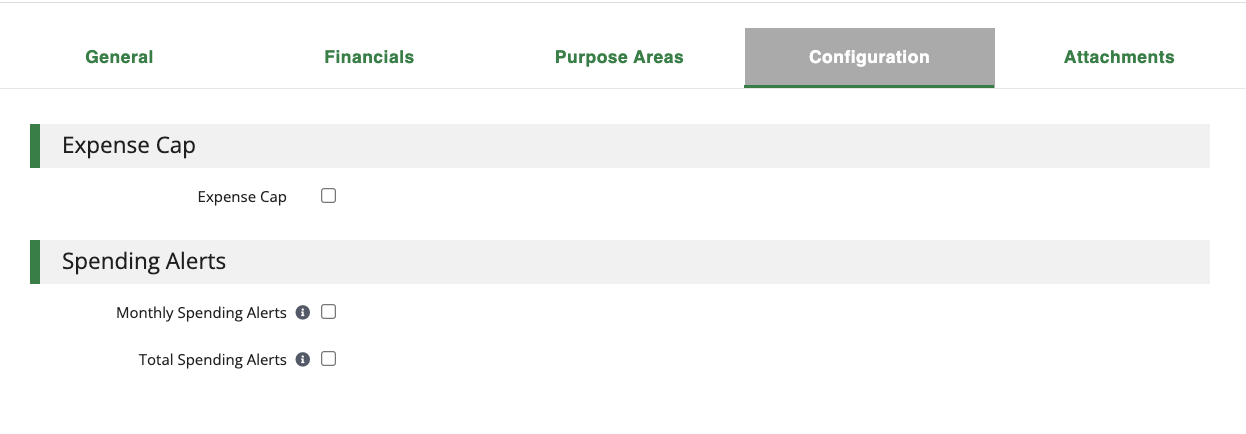 General Financials Purpose Areas Configuration Attachments
Expense Cap
Expense Cap
Spending Alerts
Monthly Spending Alerts
Total Spending Alerts